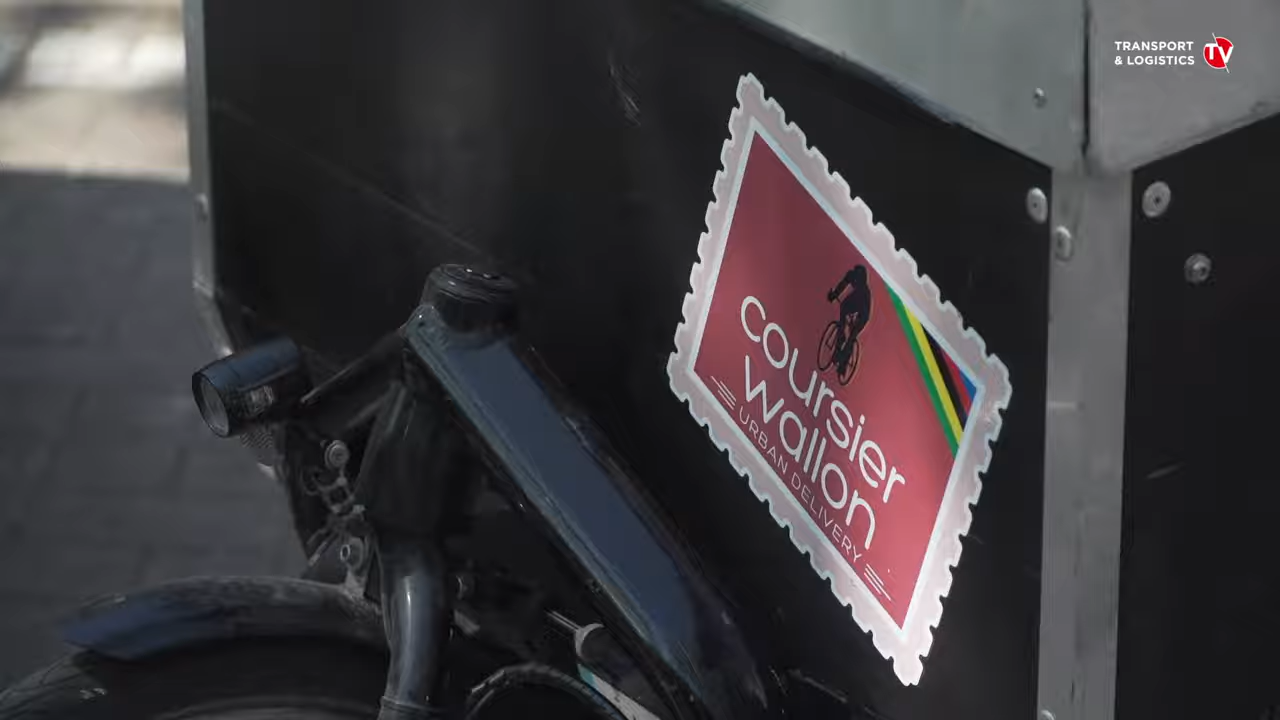 TRANSPORT
& LOGISTICS TV
coursier
wallon
URBAN DELIVERY